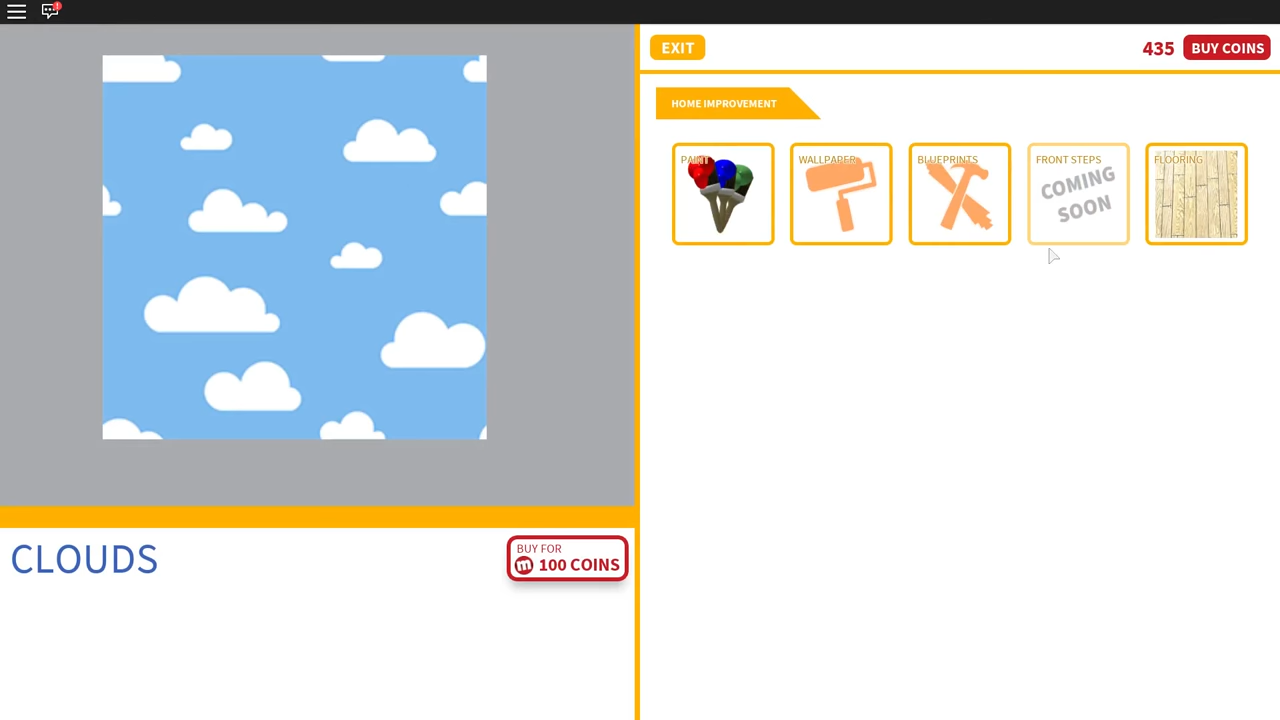 1
EXIT
435
BUY COINS
HOME IMPROVEMENT
PAINT
WALLPAPER
BLUEPRINTS
FRONT STEPS
COMING
SOON
FLOORING
CLOUDS
BUY FOR
m 100 COINS